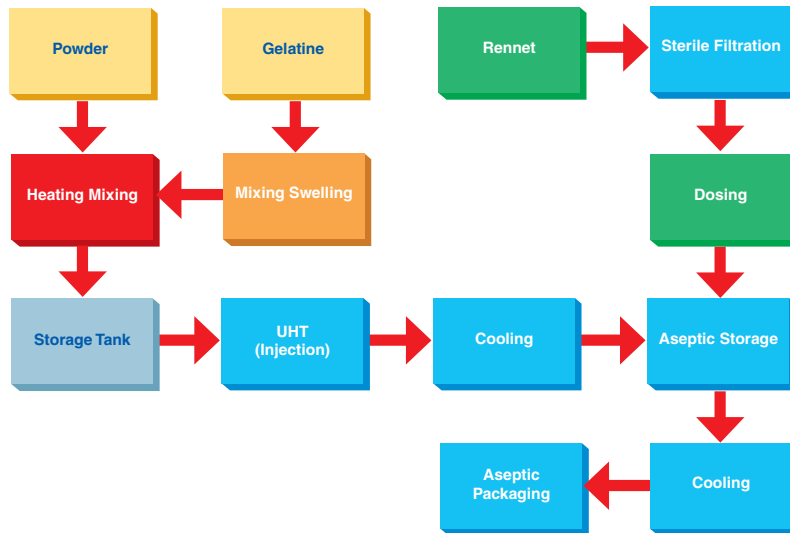 Powder
Gelatine
Rennet
Sterile Filtration
Heating Mixing
Mixing Swelling
Dosing
Storage Tank
UHT
(Injection)
Cooling
Aseptic Storage
Aseptic
Packaging
Cooling